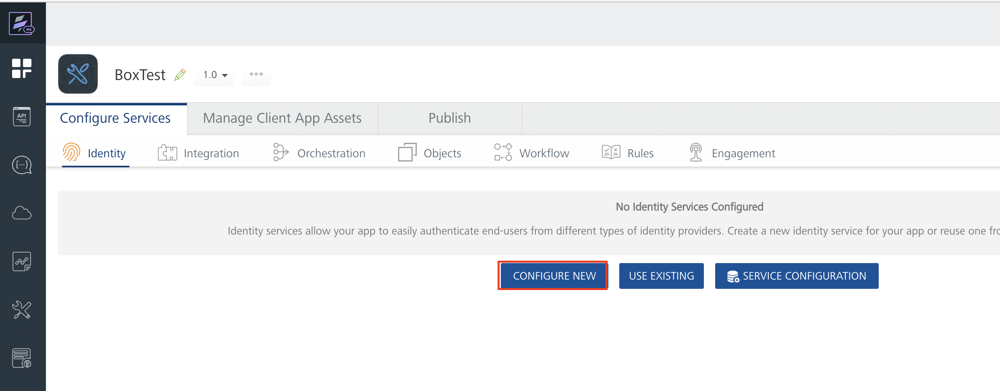 MX
BoxTest
1.0
API
Configure Services
Manage Client App Assets
Publish
Identity
Integration
Orchestration
Objects
Workflow
Rules
Engagement
{...}
No Identity Services Configured
Identity services allow your app to easily authenticate end-users from different types of identity providers. Create a new identity service for your app or reuse one
CONFIGURE NEW
USE EXISTING
SERVICE CONFIGURATION